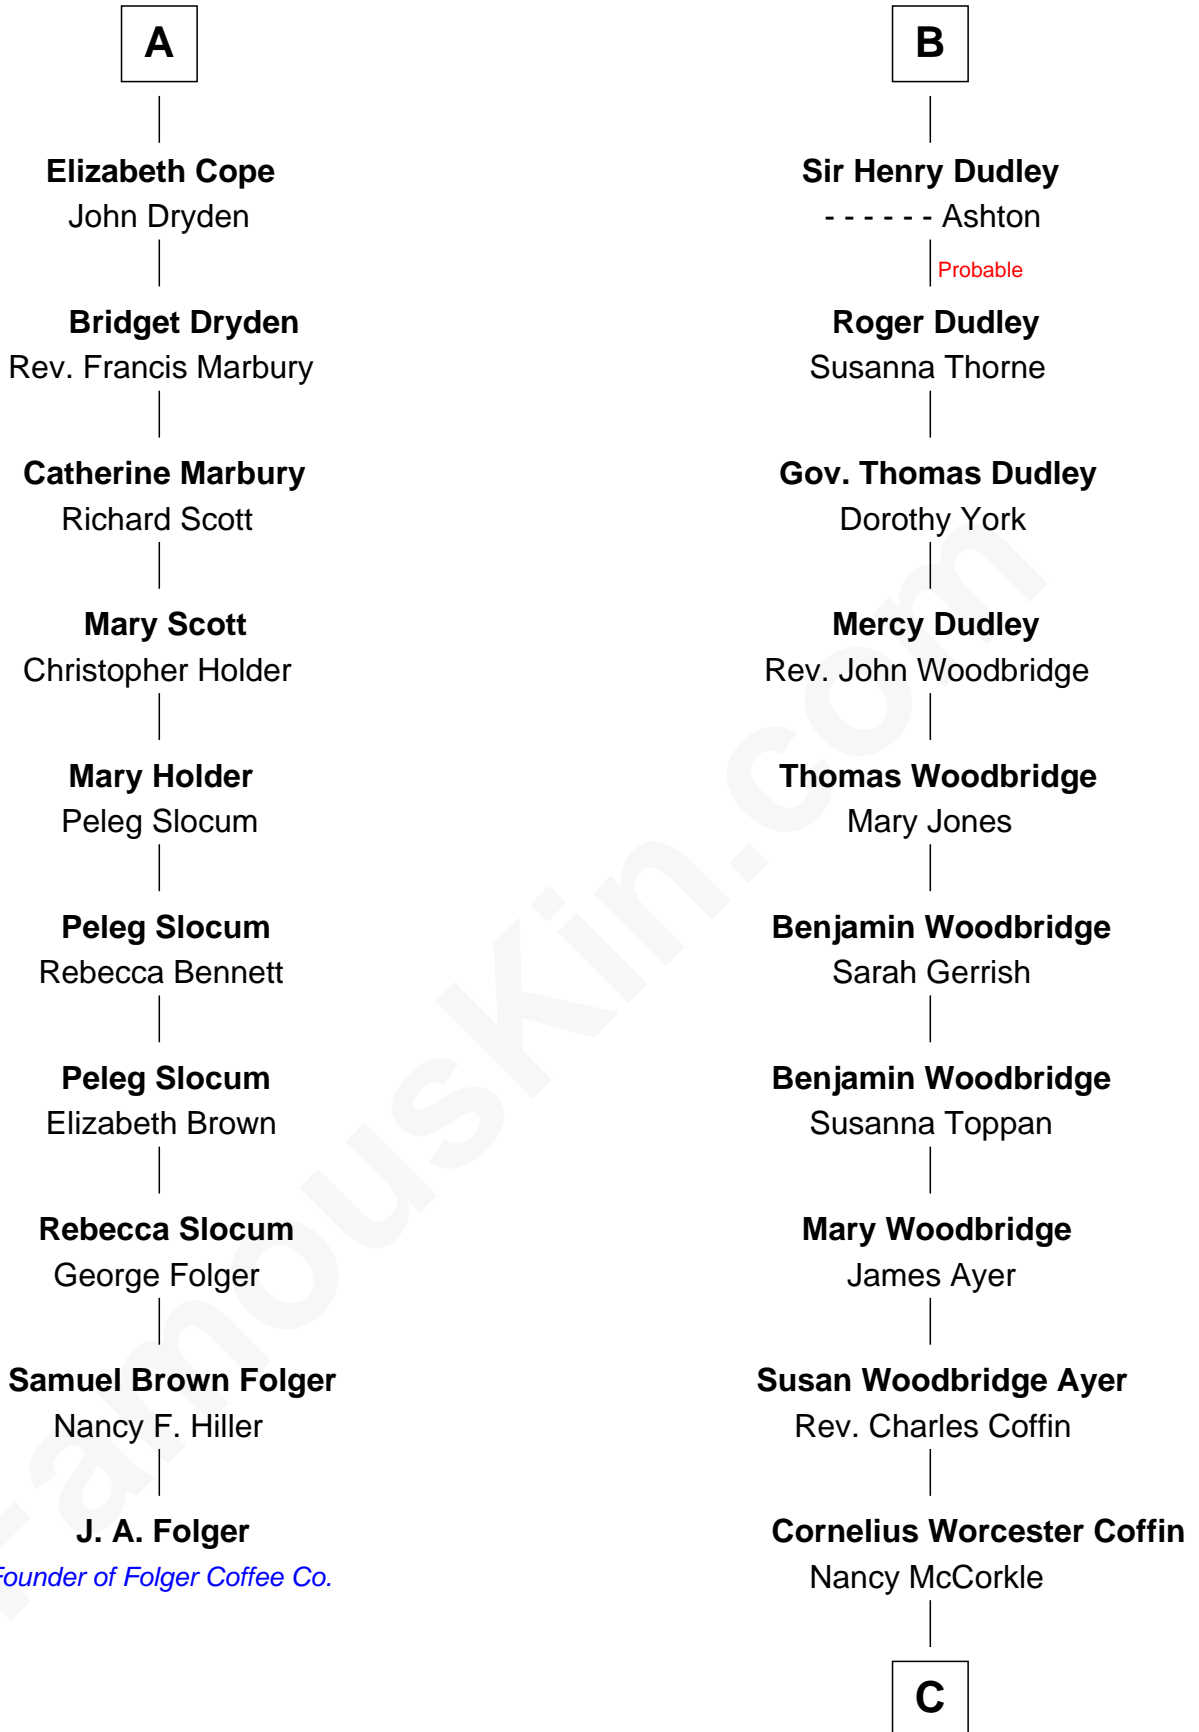 A
Elizabeth Cope
John Dryden
Bridget Dryden
Rev. Francis Marbury
Catherine Marbury
Richard Scott
Mary Scott
Christopher Holder
Mary Holder
Peleg Slocum
Peleg Slocum
Rebecca Bennett
Peleg Slocum
Elizabeth Brown
Rebecca Slocum
George Folger
Samuel Brown Folger
Nancy F. Hiller
J. A. Folger
Founder of Folger Coffee Co.
B
Sir Henry Dudley
- - - - - - Ashton
Probable
Roger Dudley
Susanna Thorne
Gov. Thomas Dudley
Dorothy York
Mercy Dudley
Rev. John Woodbridge
Thomas Woodbridge
Mary Jones
Benjamin Woodbridge
Sarah Gerrish
Benjamin Woodbridge
Susanna Toppan
Mary Woodbridge
James Ayer
Susan Woodbridge Ayer
Rev. Charles Coffin
Cornelius Worcester Coffin
Nancy McCorkle
C
FamousKin.com